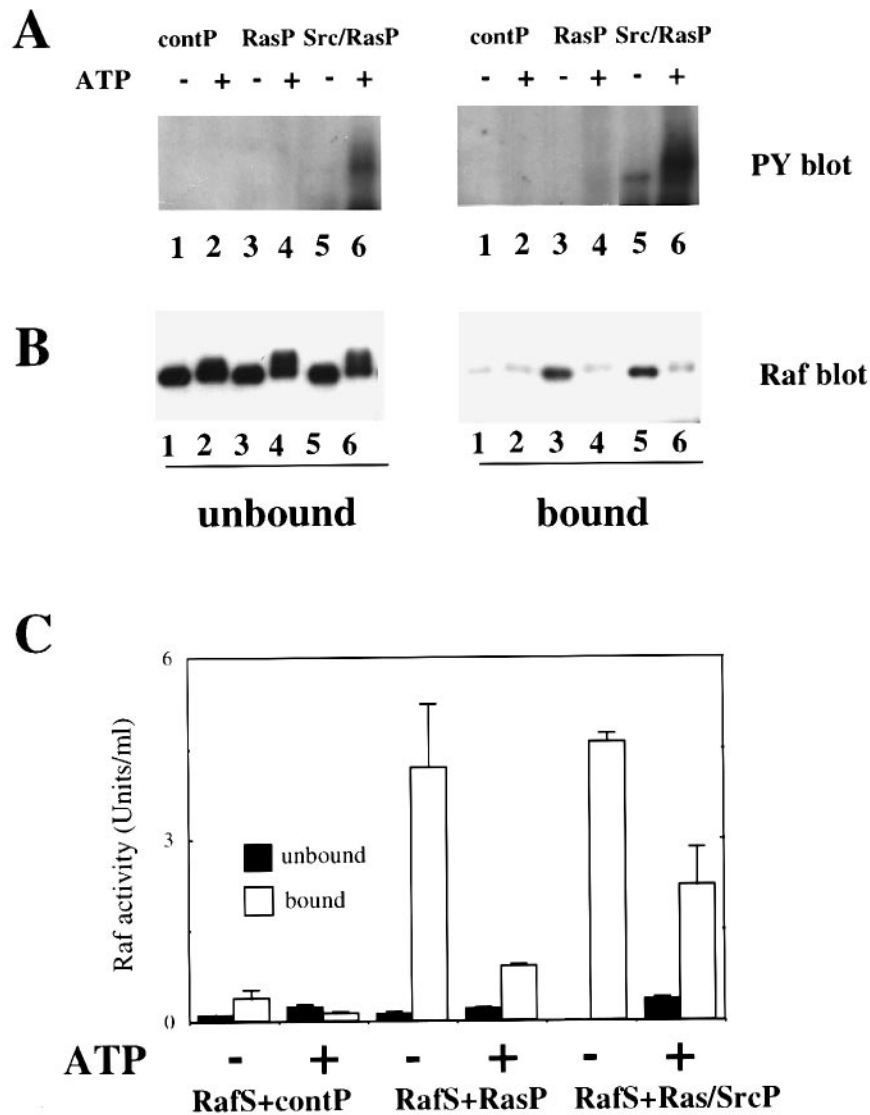 A
contP RasP Src/RasP contP RasP Src/RasP
ATP - + - + - + - + - + - +
PY blot
1 2 3 4 5 6 1 2 3 4 5 6
B
Raf blot
1 2 3 4 5 6 1 2 3 4 5 6
unbound bound
C
6
3
0
Raf activity (Units/ml)
unbound
bound
ATP - + - + - +
RafS+contP RafS+RasP RafS+Ras/SrcP